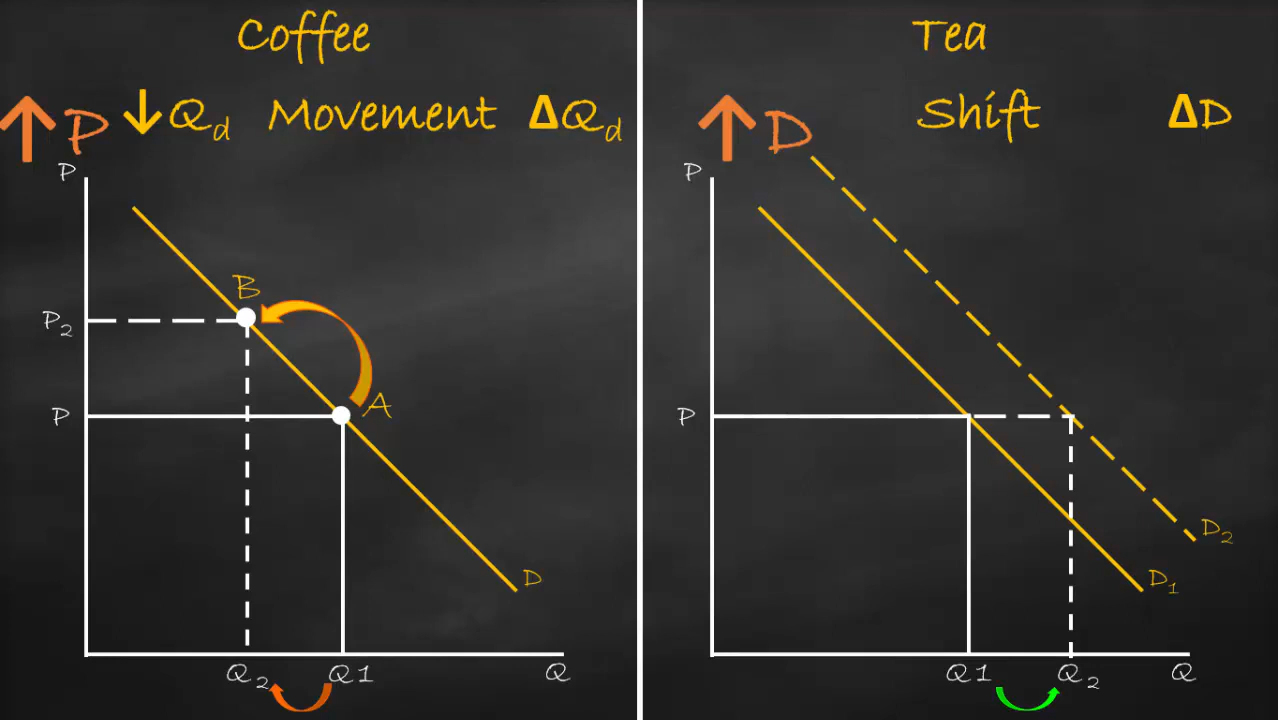 Coffee
↑ P ↓ Qd Movement ΔQd
P
B
P2
A
P
D
Q2 Q1 Q
Tea
↑ D Shift ΔD
P
P
D2
D1
Q1 Q2 Q